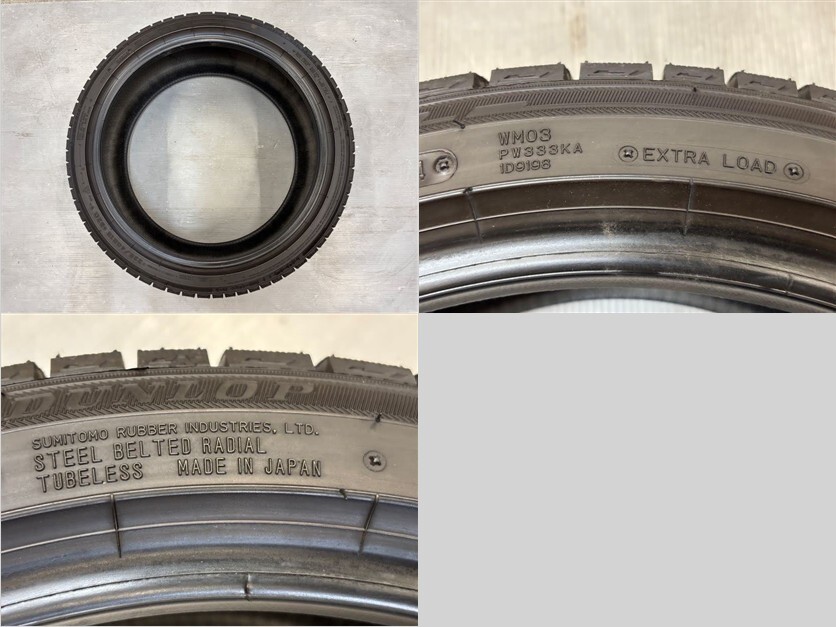 WM03
PW333KA
1D9198
EXTRA LOAD
DUNLOP
SUMITOMO RUBBER INDUSTRIES, LTD.
STEEL BELTED RADIAL
TUBELESS MADE IN JAPAN